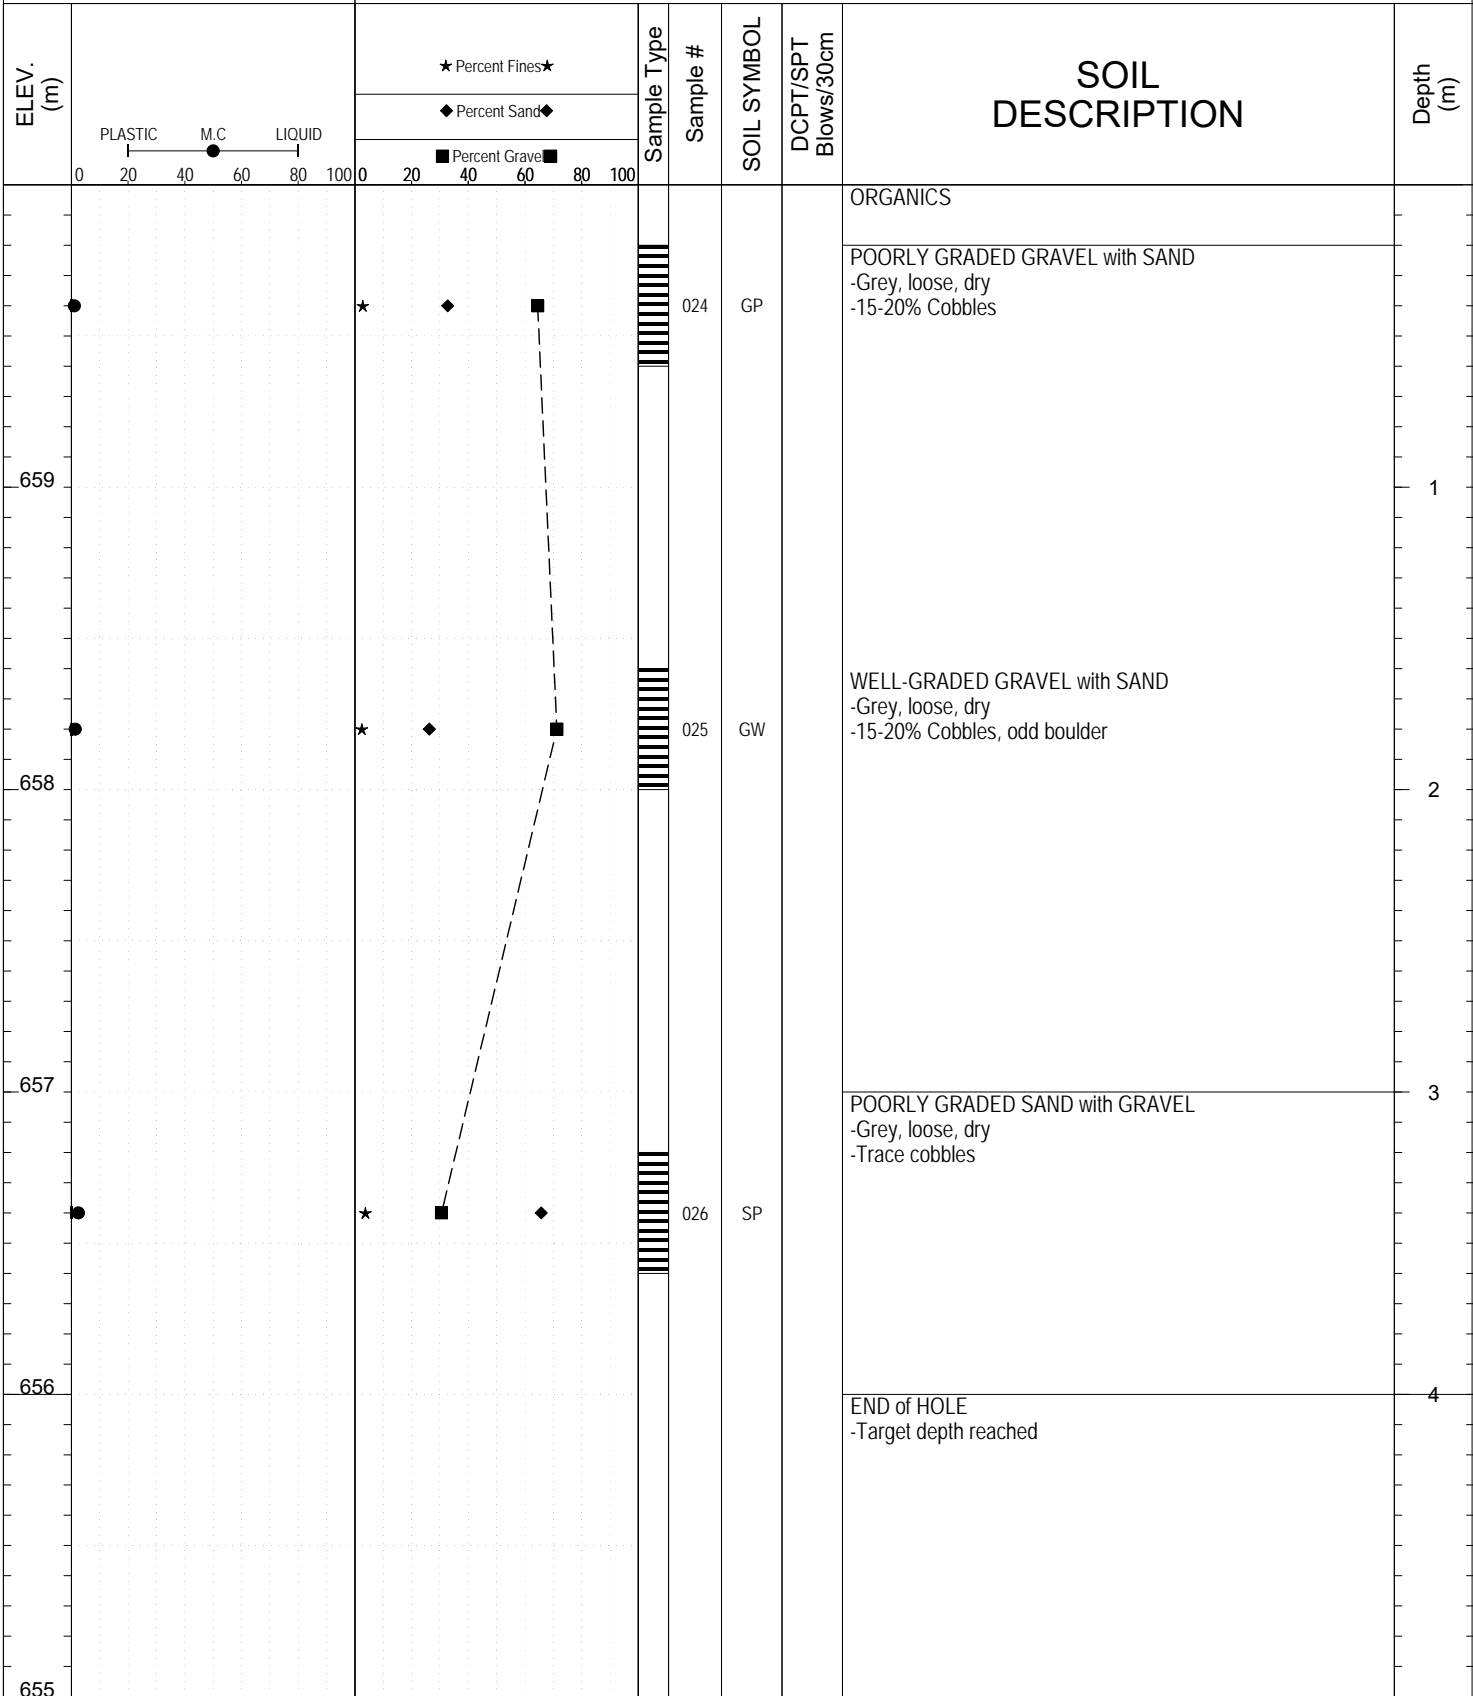 ELEV.
(m)
PLASTIC M.C LIQUID
0 20 40 60 80 100
★ Percent Fines★
◆ Percent Sand◆
■ Percent Gravel■
0 20 40 60 80 100
Sample Type
Sample #
SOIL SYMBOL
DCPT/SPT
Blows/30cm
SOIL
DESCRIPTION
Depth
(m)
ORGANICS
POORLY GRADED GRAVEL with SAND
-Grey, loose, dry
024 GP -15-20% Cobbles
659 1
WELL-GRADED GRAVEL with SAND
-Grey, loose, dry
025 GW -15-20% Cobbles, odd boulder
658 2
657 3
POORLY GRADED SAND with GRAVEL
-Grey, loose, dry
-Trace cobbles
026 SP
656 4
END of HOLE
-Target depth reached
655